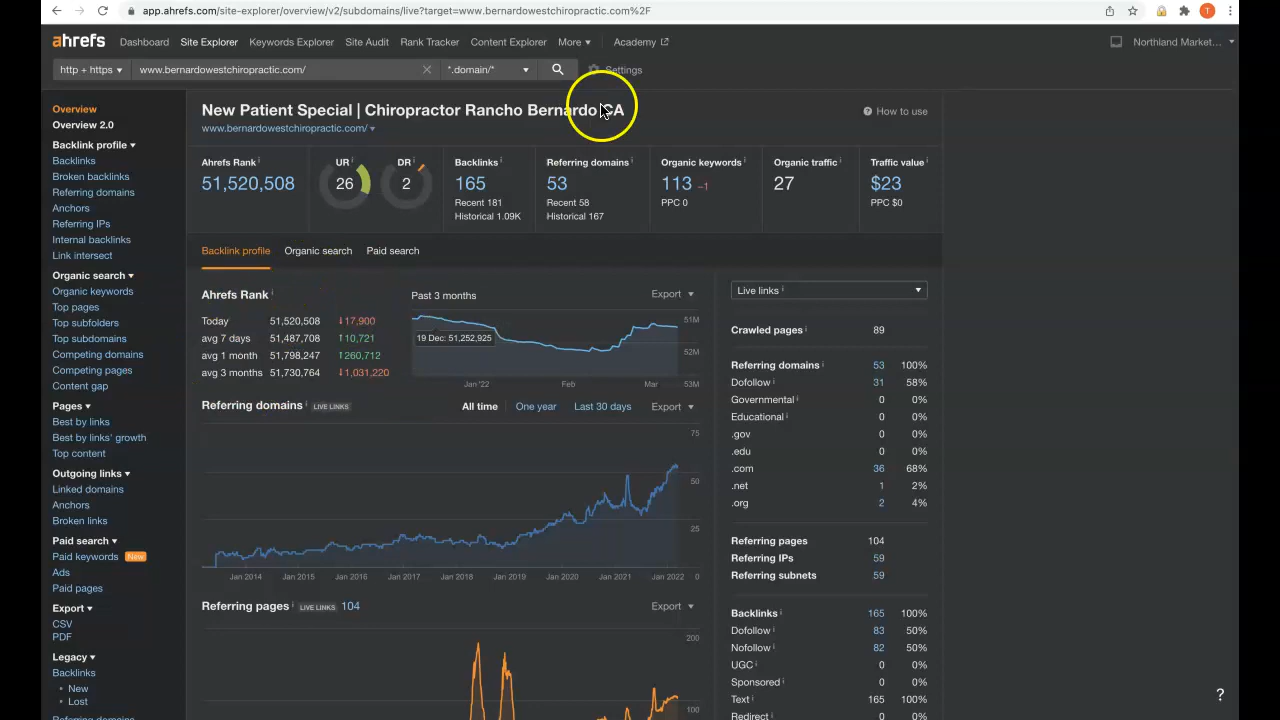 app.ahrefs.com/site-explorer/overview/v2/subdomains/live?target=www.bernardowestchiropractic.com%2F
T
ahrefs
Dashboard
Site Explorer
Keywords Explorer
Site Audit
Rank Tracker
Content Explorer
More
Academy
Northland Market...
http + https
www.bernardowestchiropractic.com/
*.domain/*
Settings
Overview
Overview 2.0
Backlink profile
Backlinks
Broken backlinks
Referring domains
Anchors
Referring IPs
Internal backlinks
Link intersect
Organic search
Organic keywords
Top pages
Top subfolders
Top subdomains
Competing domains
Competing pages
Content gap
Pages
Best by links
Best by links' growth
Top content
Outgoing links
Linked domains
Anchors
Broken links
Paid search
Paid keywords New
Ads
Paid pages
Export
CSV
PDF
Legacy
Backlinks
New
Lost
Referring domains
New Patient Special | Chiropractor Rancho Bernardo CA
How to use
www.bernardowestchiropractic.com/
Ahrefs Rank
51,520,508
UR
26
DR
2
Backlinks
165
Recent 181
Historical 1.09K
Referring domains
53
Recent 58
Historical 167
Organic keywords
113 –1
PPC 0
Organic traffic
27
Traffic value
$23
PPC $0
Backlink profile
Organic search
Paid search
Ahrefs Rank
Today 51,520,508 ↓17,900
avg 7 days 51,487,708 ↑10,721
avg 1 month 51,798,247 ↑260,712
avg 3 months 51,730,764 ↑1,031,220
Past 3 months
Export
19 Dec: 51,252,925
51M
52M
53M
Jan '22
Feb
Mar
Referring domains LIVE LINKS
All time
One year
Last 30 days
Export
75
50
25
0
Jan 2014
Jan 2015
Jan 2016
Jan 2017
Jan 2018
Jan 2019
Jan 2020
Jan 2021
Jan 2022
Referring pages LIVE LINKS 104
Export
200
100
Live links
Crawled pages 89
Referring domains 53 100%
Dofollow 31 58%
Governmental 0 0%
Educational 0 0%
.gov 0 0%
.edu 0 0%
.com 36 68%
.net 1 2%
.org 2 4%
Referring pages 104
Referring IPs 59
Referring subnets 59
Backlinks 165 100%
Dofollow 83 50%
Nofollow 82 50%
UGC 0 0%
Sponsored 0 0%
Text 165 100%
Redirect 0 0%
?